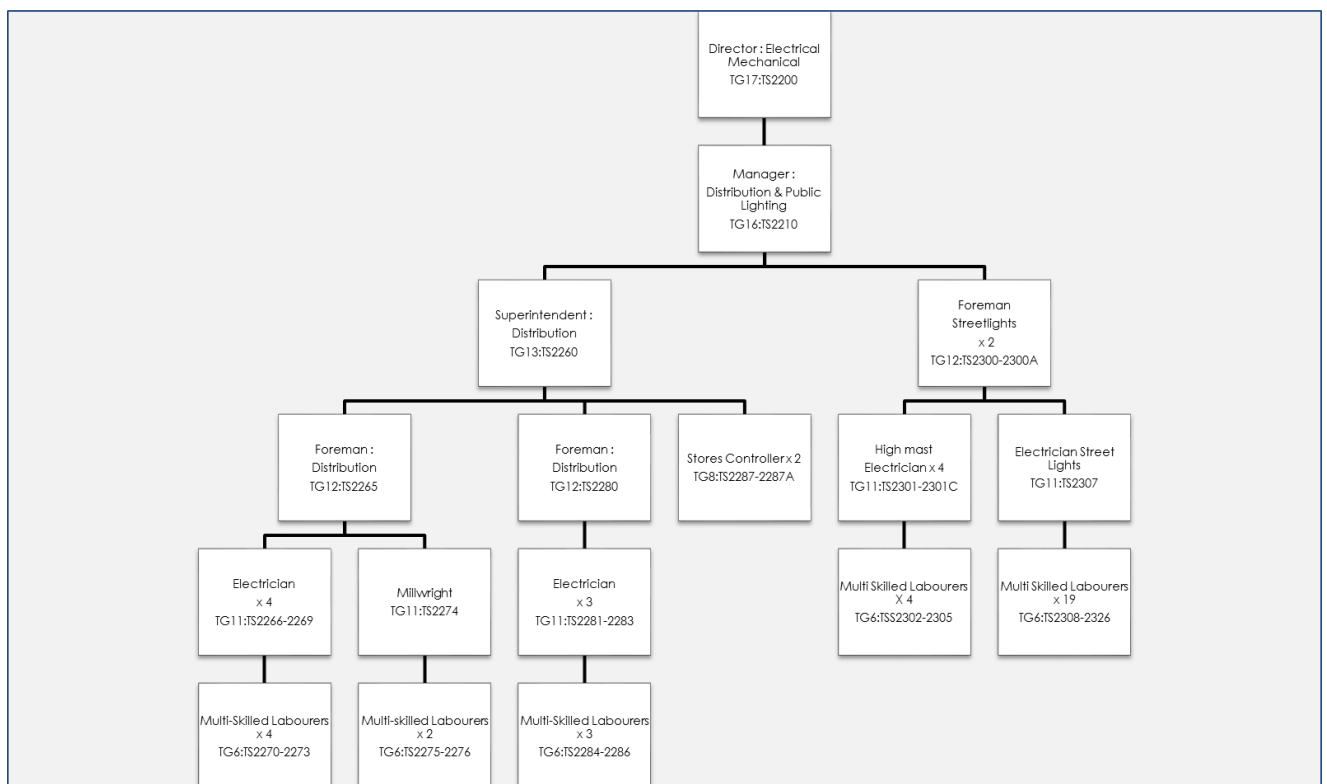 Director : Electrical
Mechanical
TG17:TS2200
Manager :
Distribution & Public
Lighting
TG16:TS2210
Superintendent :
Distribution
TG13:TS2260
Foreman
Streetlights
x 2
TG12:TS2300-2300A
Foreman :
Distribution
TG12:TS2265
Foreman :
Distribution
TG12:TS2280
Stores Controller x 2
TG8:TS2287-2287A
High mast
Electrician x 4
TG11:TS2301-2301C
Electrician Street
Lights
TG11:TS2307
Electrician
x 4
TG11:TS2266-2269
Millwright
TG11:TS2274
Electrician
x 3
TG11:TS2281-2283
Multi Skilled Labourers
X 4
TG6:TSS2302-2305
Multi Skilled Labourers
x 19
TG6:TS2308-2326
Multi-Skilled Labourers
x 4
TG6:TS2270-2273
Multi-skilled Labourers
x 2
TG6:TS2275-2276
Multi-Skilled Labourers
x 3
TG6:TS2284-2286